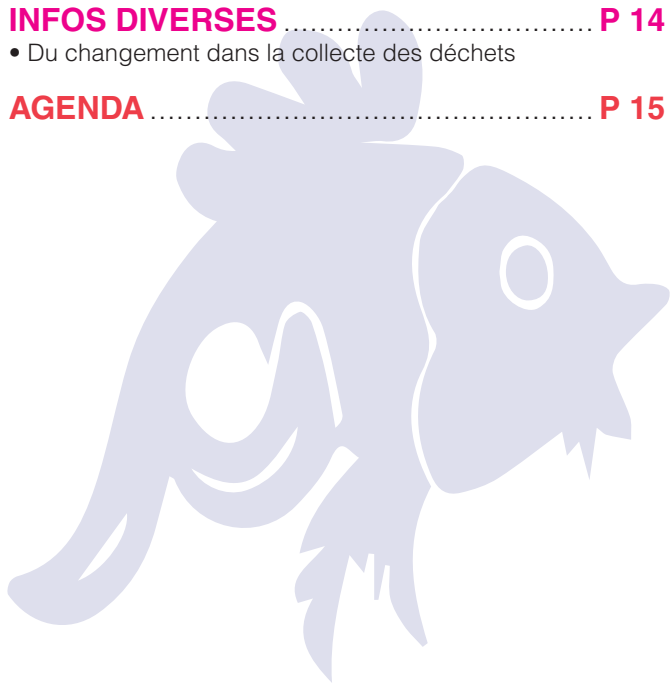 INFOS DIVERSES ................................ P 14
• Du changement dans la collecte des déchets
AGENDA ................................................ P 15